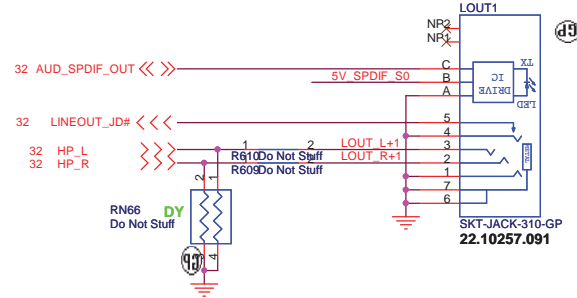 LOUT1
NP2
NP1
GP
32 AUD_SPDIF_OUT
C
TX
5V_SPDIF_S0
B
DRIVE
IC
A
LED
32 LINEOUT_JD#
5
4
32 HP_L
1
2
LOUT_L+1
3
R610 Do Not Stuff
32 HP_R
LOUT_R+1
2
R609 Do Not Stuff
1
2
1
7
RN66
DY
Do Not Stuff
6
SKT-JACK-310-GP
22.10257.091
GP
3
4